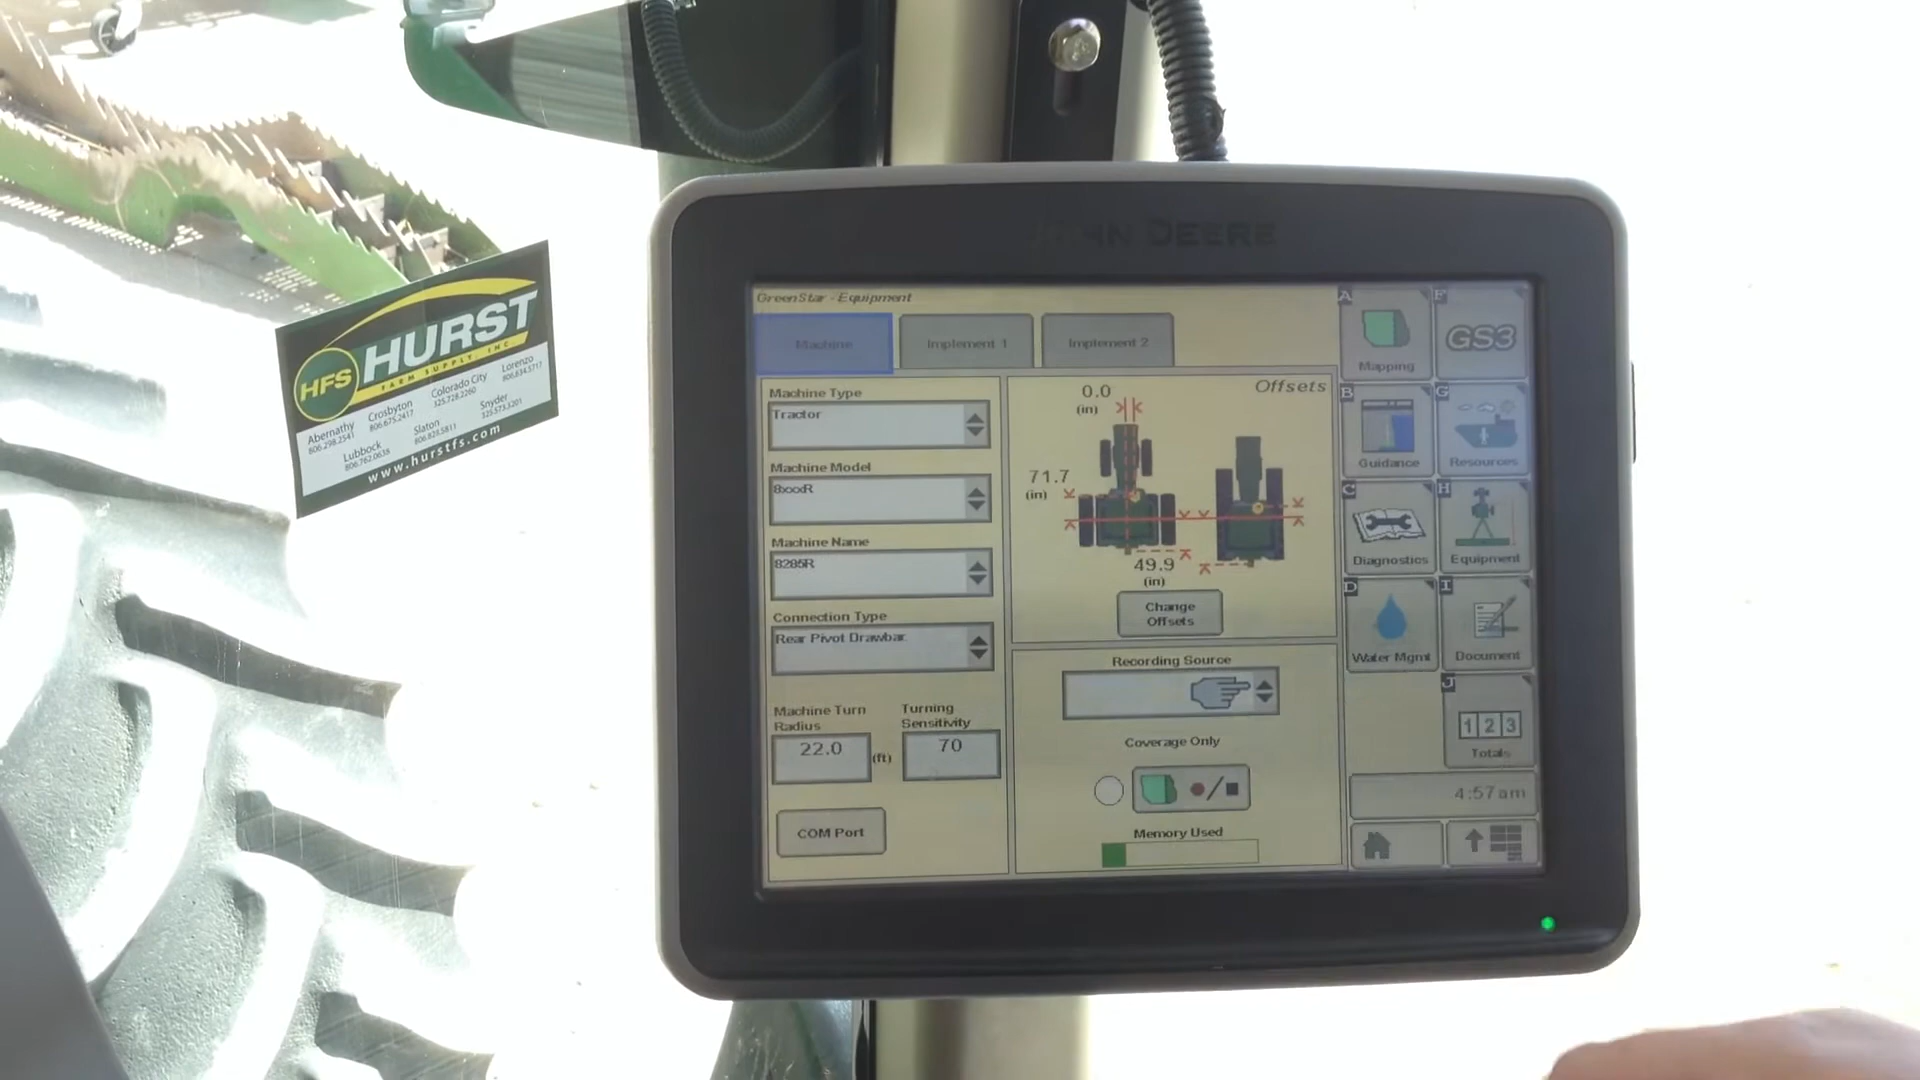 HFS HURST
FARM SUPPLY, INC.
Abernathy
806.298.2541
Crosbyton
806.675.2417
Colorado City
325.728.2260
Lorenzo
806.634.5717
Lubbock
806.762.0638
Slaton
806.828.5811
Snyder
325.573.3201
www.hurstfs.com
JOHN DEERE
GreenStar - Equipment
Machine
Implement 1
Implement 2
Machine Type
Tractor
Machine Model
8xxxR
Machine Name
8285R
Connection Type
Rear Pivot Drawbar
Machine Turn
Radius
22.0
(ft)
Turning
Sensitivity
70
COM Port
Offsets
0.0
(in)
71.7
(in)
49.9
(in)
Change
Offsets
Recording Source
Coverage Only
Memory Used
A
Mapping
F
GS3
B
Guidance
G
Resources
C
Diagnostics
H
Equipment
D
Water Mgmt
I
Document
J
1 2 3
Totals
4:57am